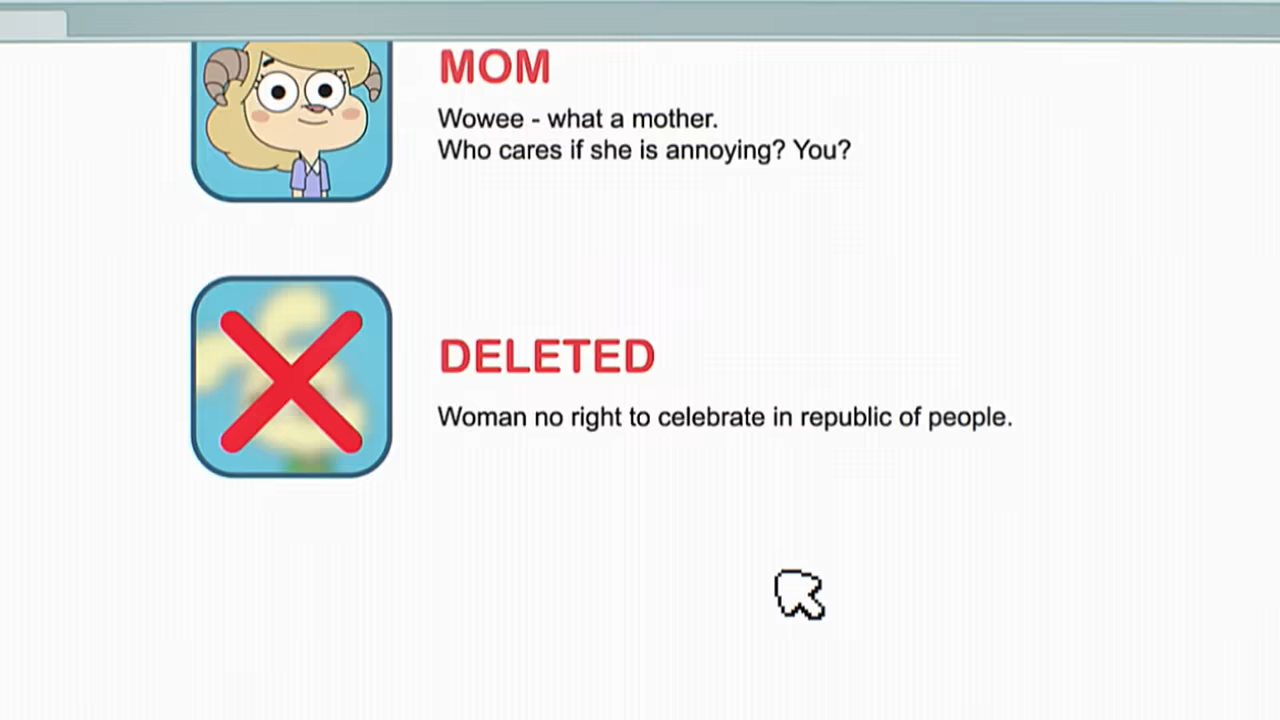 MOM
Wowee - what a mother.
Who cares if she is annoying? You?
DELETED
Woman no right to celebrate in republic of people.